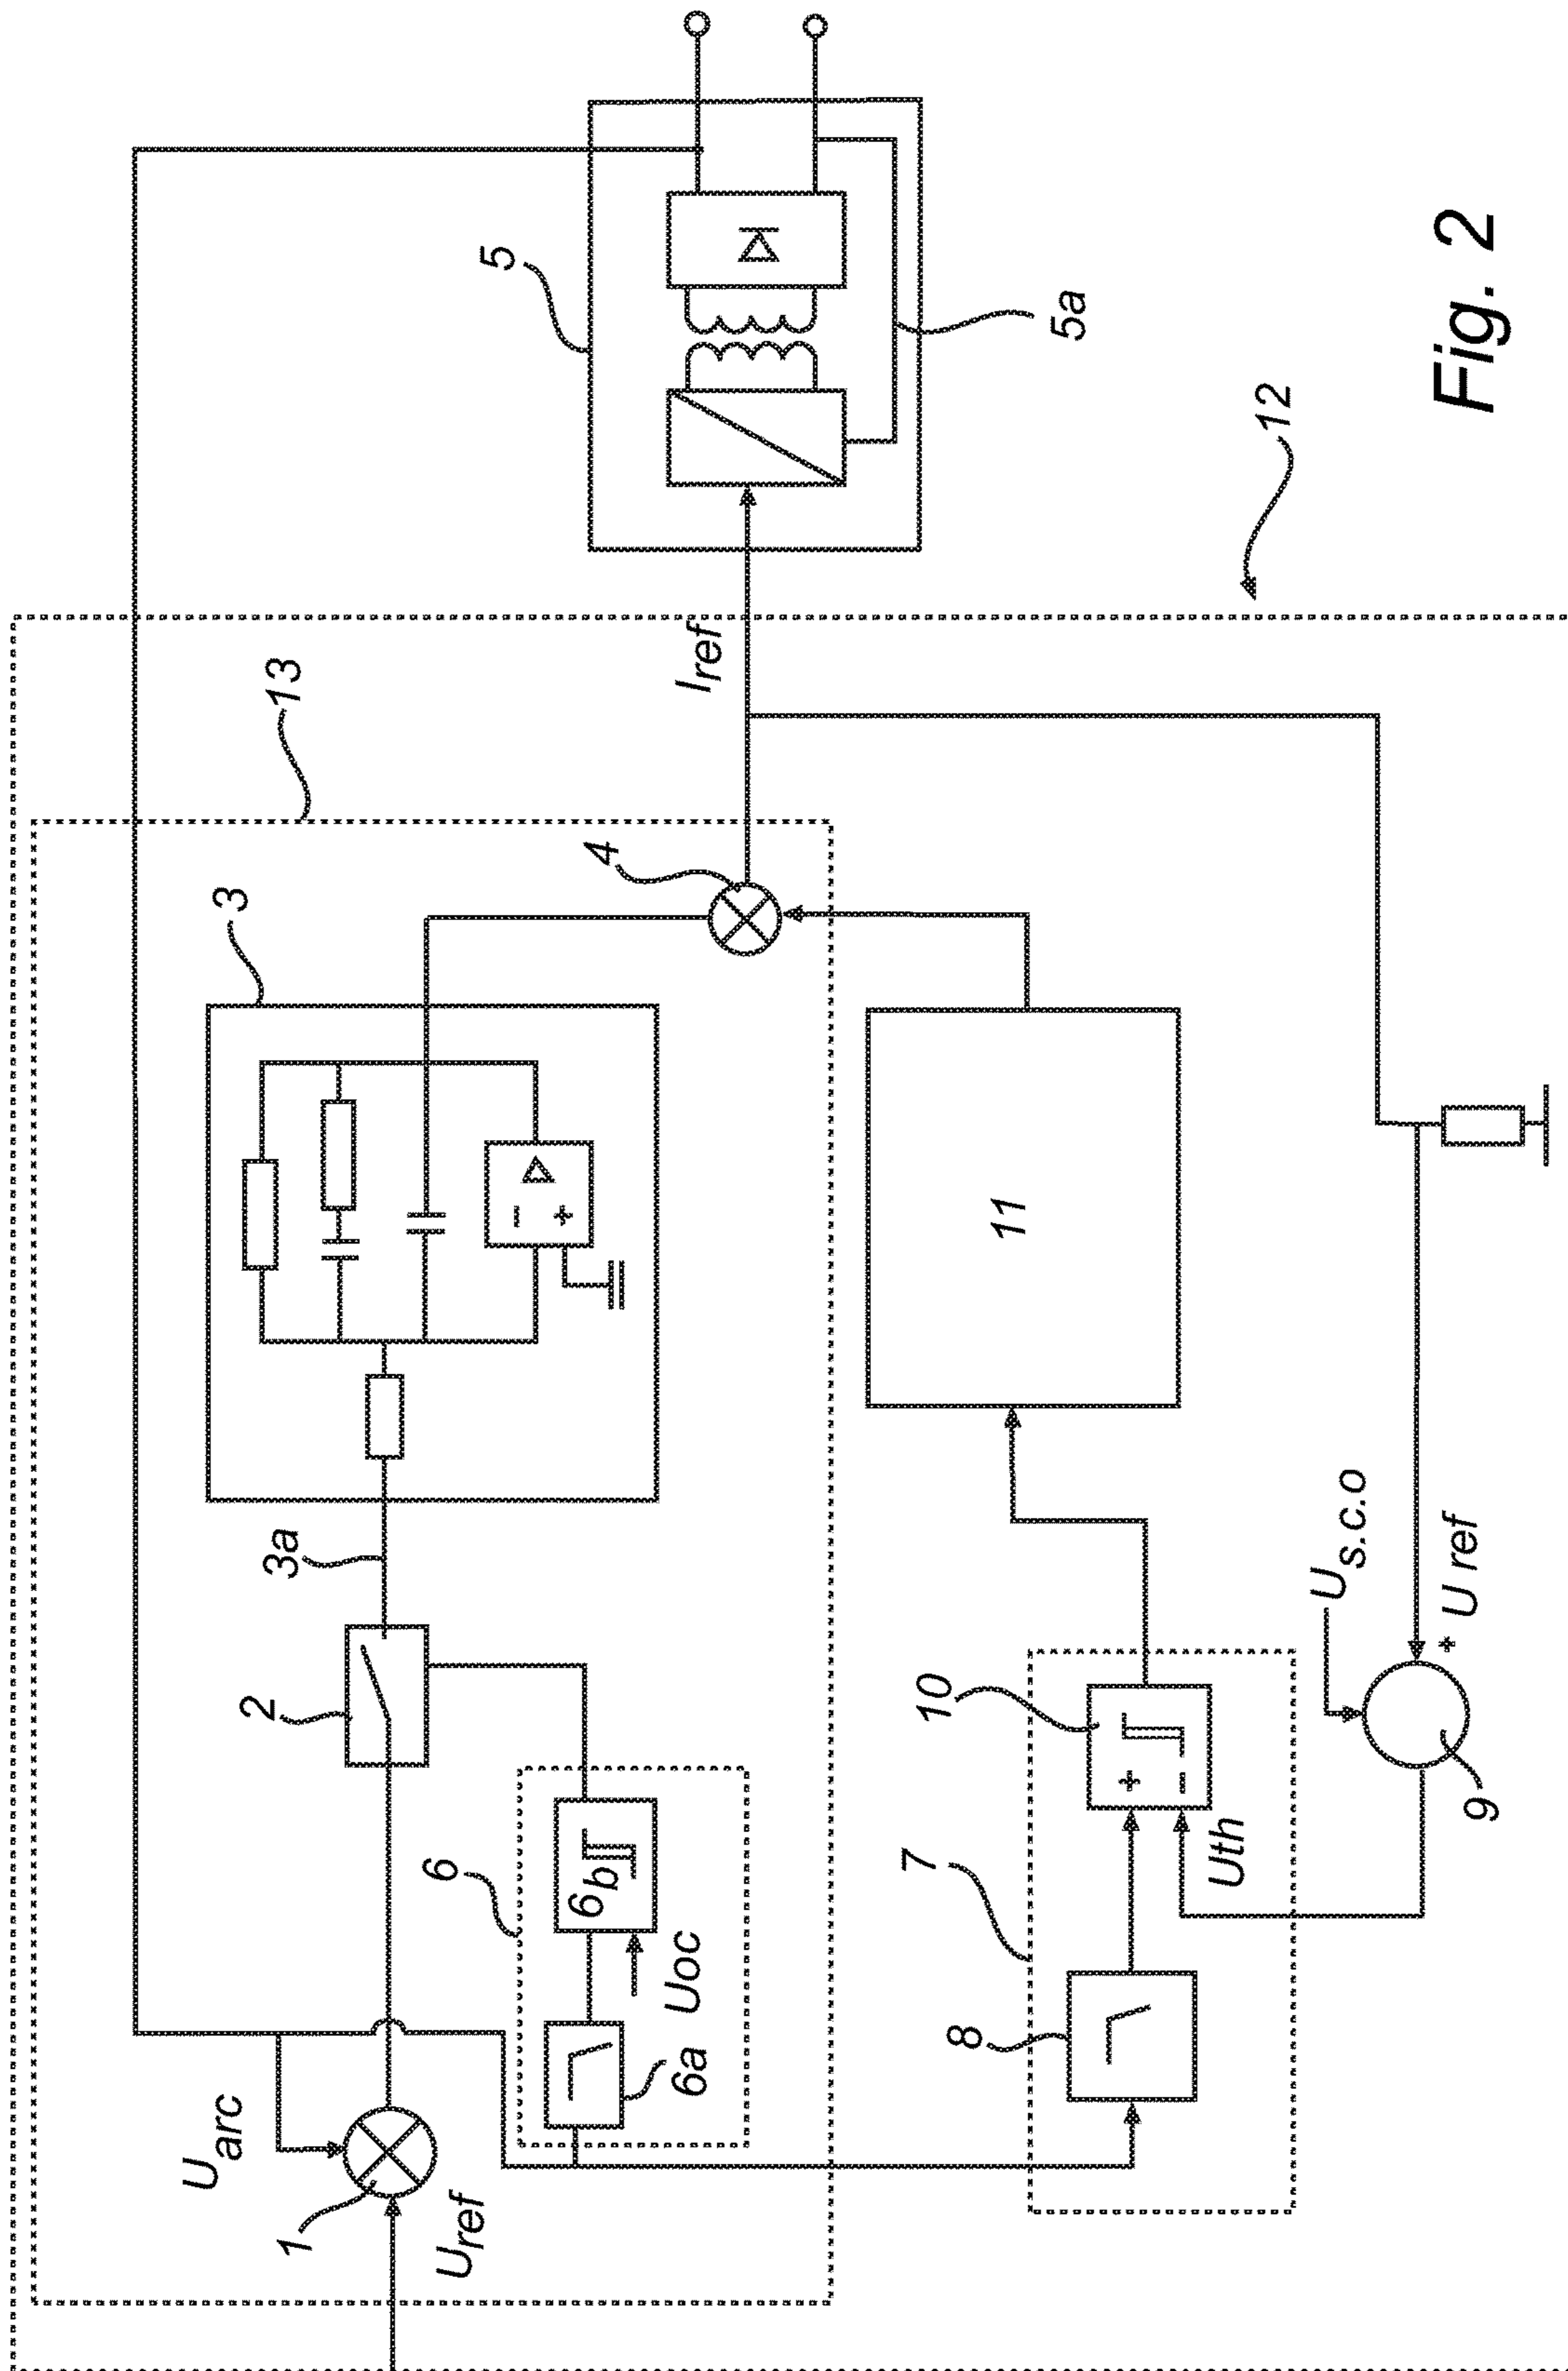 5
5a
12
Fig. 2
13
Iref
4
3
3a
11
2
Us.c.o
+ U ref
10
6
6b
Uoc
7
Uth
9
+
−
−
+
8
6a
Uarc
1
Uref